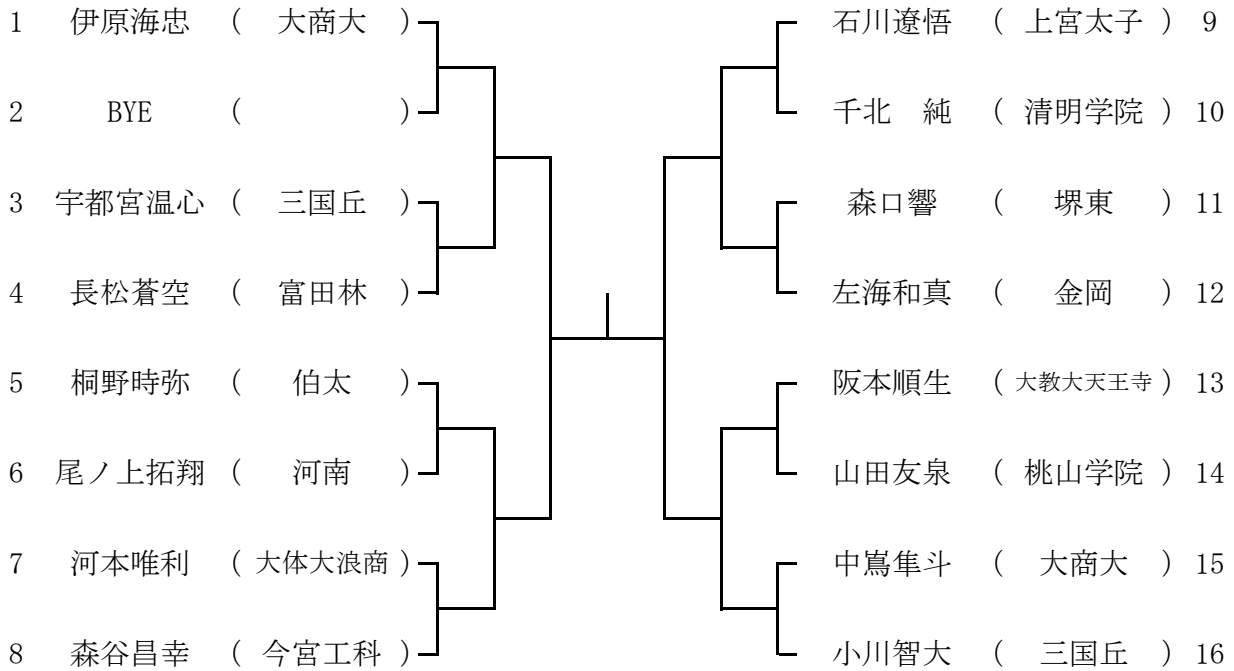 1 伊原海忠 ( 大商大 ) 石川遼悟 ( 上宮太子 ) 9
2 BYE ( ) 千北 純 ( 清明学院 ) 10
3 宇都宮温心 ( 三国丘 ) 森口響 ( 堺東 ) 11
4 長松蒼空 ( 富田林 ) 左海和真 ( 金岡 ) 12
5 桐野時弥 ( 伯太 ) 阪本順生 ( 大教大天王寺 ) 13
6 尾ノ上拓翔 ( 河南 ) 山田友泉 ( 桃山学院 ) 14
7 河本唯利 ( 大体大浪商 ) 中嶌隼斗 ( 大商大 ) 15
8 森谷昌幸 ( 今宮工科 ) 小川智大 ( 三国丘 ) 16